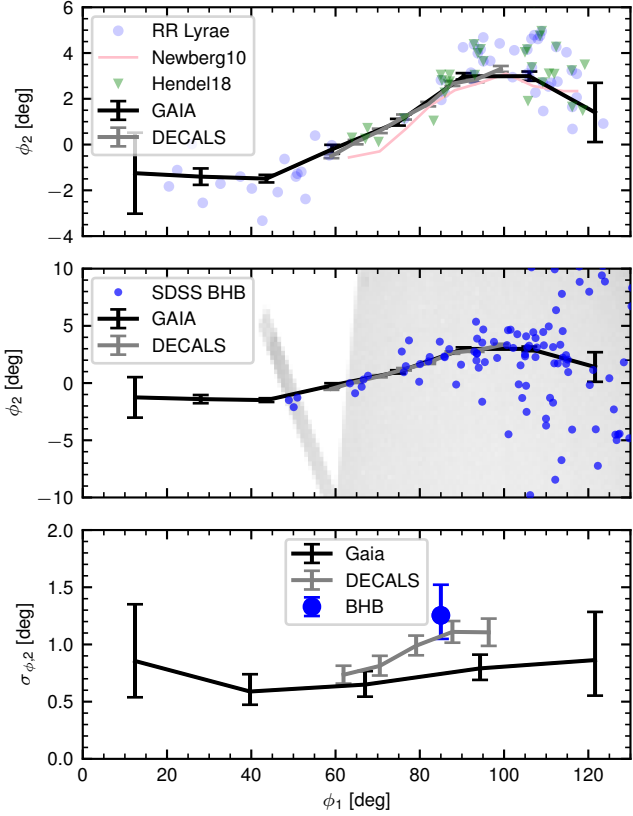 6
4
2
0
−2
−4
ϕ2 [deg]
RR Lyrae
Newberg10
Hendel18
GAIA
DECALS
10
5
0
−5
−10
ϕ2 [deg]
SDSS BHB
GAIA
DECALS
2.0
1.5
1.0
0.5
0.0
σϕ,2 [deg]
Gaia
DECALS
BHB
0 20 40 60 80 100 120
ϕ1 [deg]